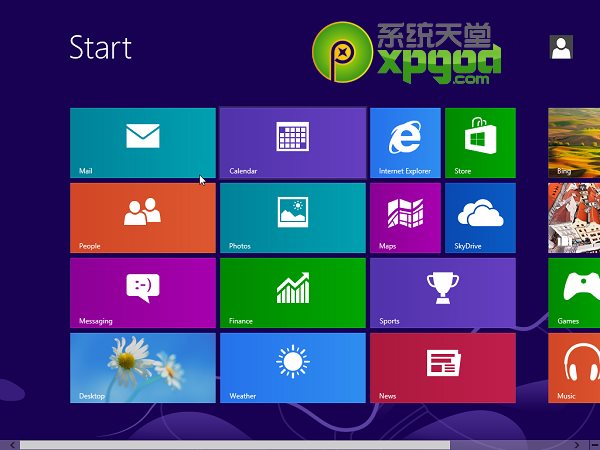 Start
系统天堂
xpgod
.com
Mail
Calendar
Internet Explorer
Store
Bing
People
Photos
Maps
SkyDrive
Messaging
:-)
Finance
Sports
Games
Desktop
Weather
News
Music